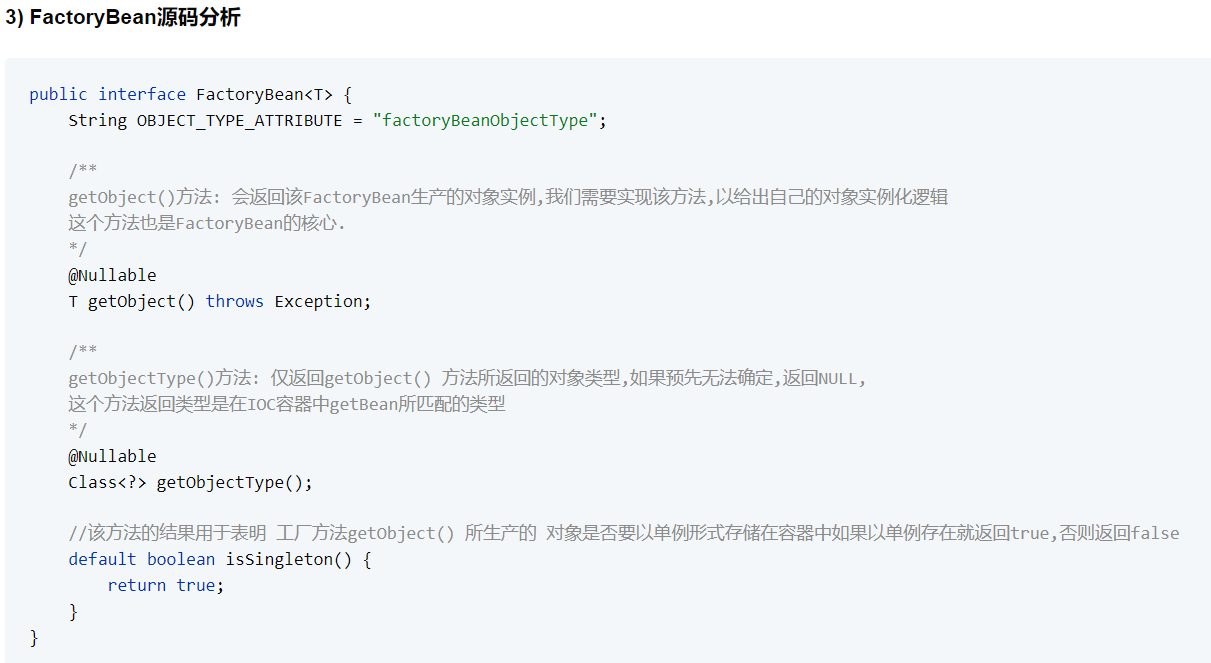 3) FactoryBean源码分析
public interface FactoryBean<T> {
String OBJECT_TYPE_ATTRIBUTE = "factoryBeanObjectType";
/**
getObject()方法: 会返回该FactoryBean生产的对象实例,我们需要实现该方法,以给出自己的对象实例化逻辑
这个方法也是FactoryBean的核心.
*/
@Nullable
T getObject() throws Exception;
/**
getObjectType()方法: 仅返回getObject() 方法所返回的对象类型,如果预先无法确定,返回NULL,
这个方法返回类型是在IOC容器中getBean所匹配的类型
*/
@Nullable
Class<?> getObjectType();
//该方法的结果用于表明 工厂方法getObject() 所生产的 对象是否要以单例形式存储在容器中如果以单例存在就返回true,否则返回false
default boolean isSingleton() {
return true;
}
}